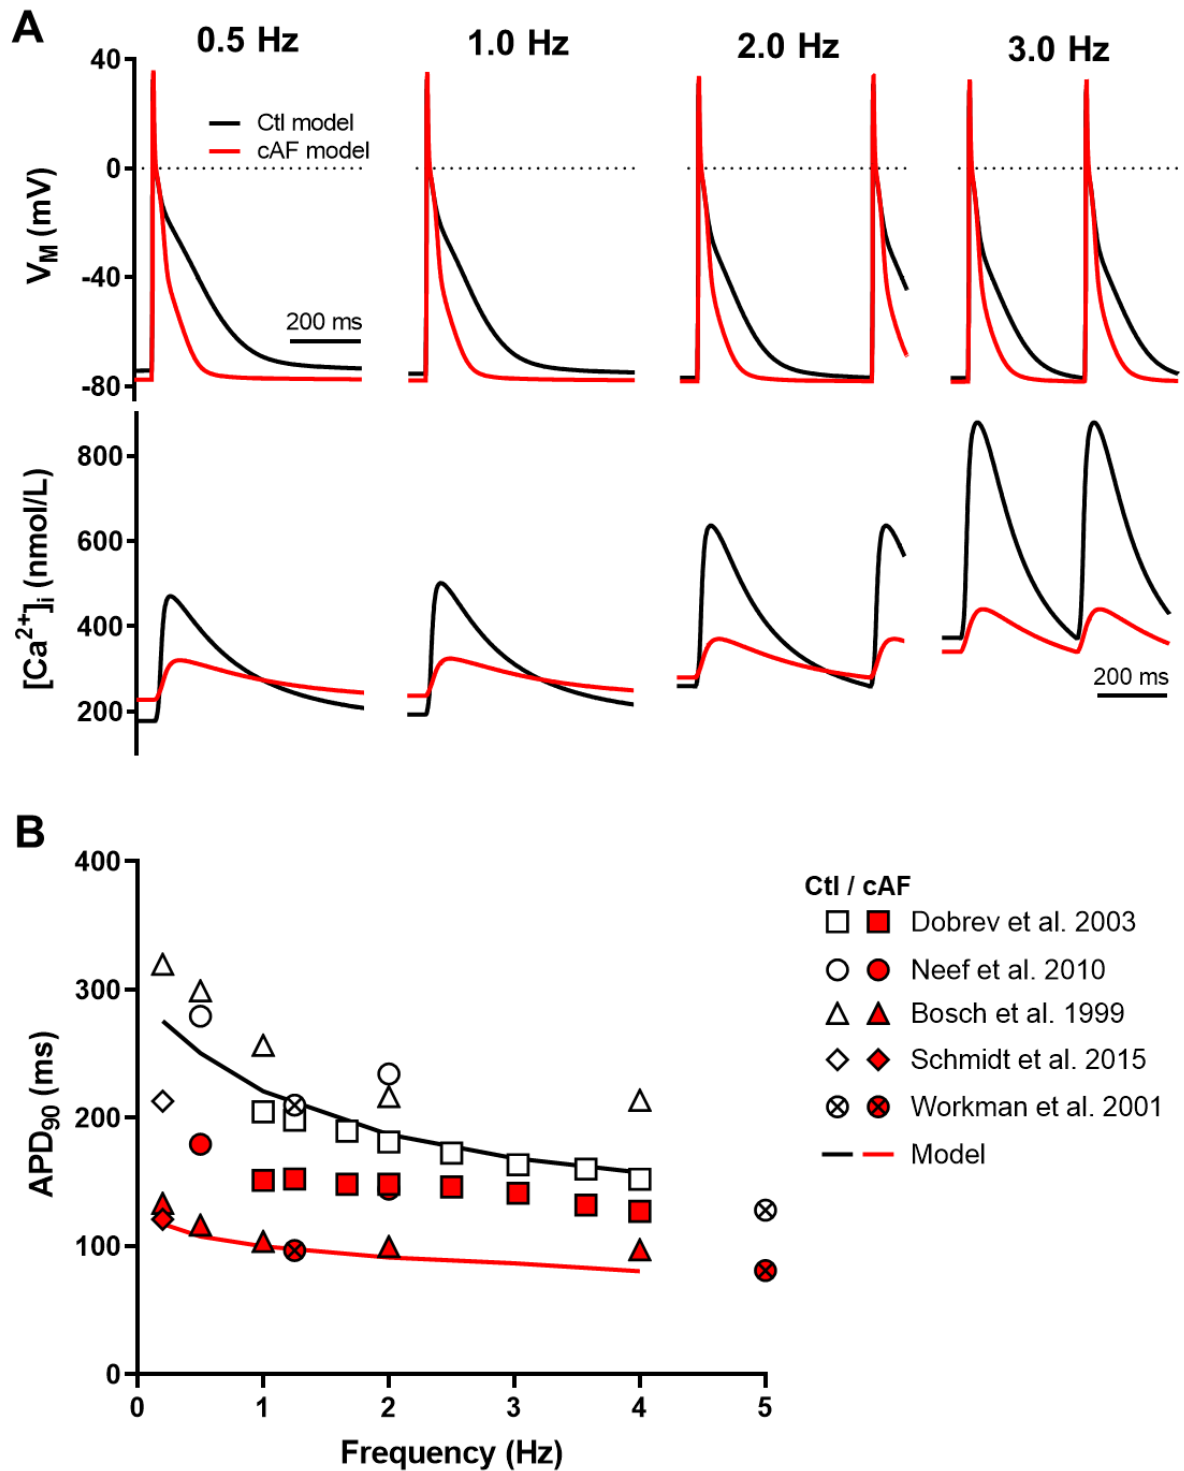 A
0.5 Hz
1.0 Hz
2.0 Hz
3.0 Hz
40
0
-40
-80
V_M (mV)
Ctl model
cAF model
200 ms
800
600
400
200
[Ca²⁺]ᵢ (nmol/L)
200 ms
B
400
300
200
100
0
APD₉₀ (ms)
0 1 2 3 4 5
Frequency (Hz)
Ctl / cAF
Dobrev et al. 2003
Neef et al. 2010
Bosch et al. 1999
Schmidt et al. 2015
Workman et al. 2001
Model